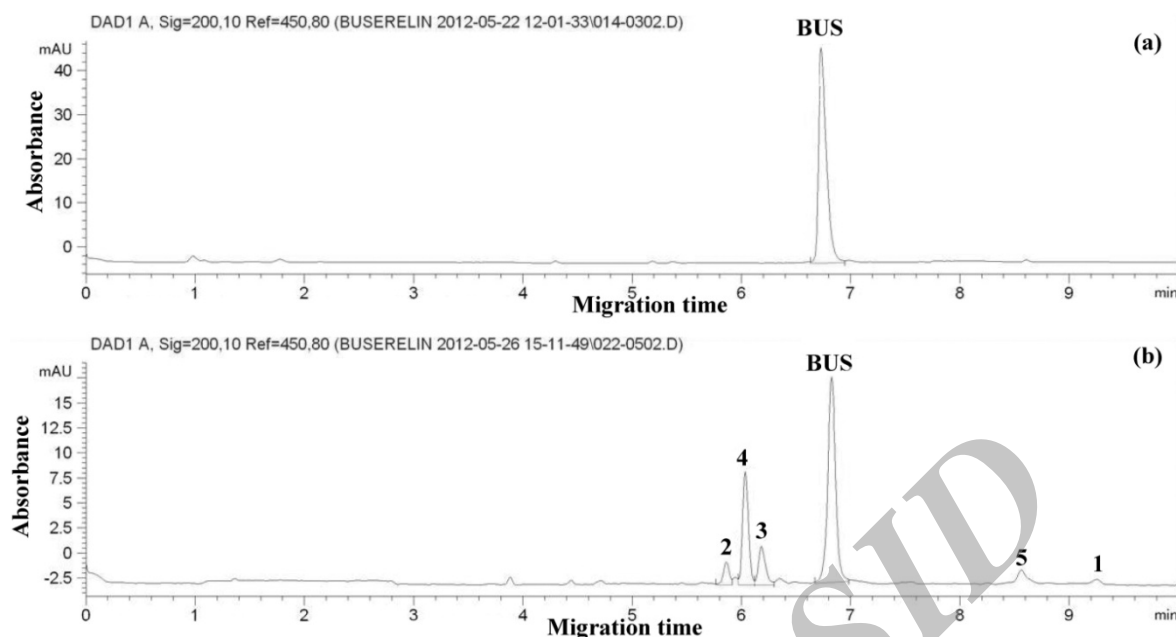 DAD1 A, Sig=200,10 Ref=450,80 (BUSERELIN 2012-05-22 12-01-33\014-0302.D)
mAU
BUS
(a)
40
30
20
10
0
Absorbance
0 1 2 3 4 5 6 7 8 9 min
Migration time
DAD1 A, Sig=200,10 Ref=450,80 (BUSERELIN 2012-05-26 15-11-49\022-0502.D)
mAU
BUS
(b)
15
12.5
10
7.5
5
2.5
0
-2.5
Absorbance
2 4 3 5 1
0 1 2 3 4 5 6 7 8 9 min
Migration time
SID